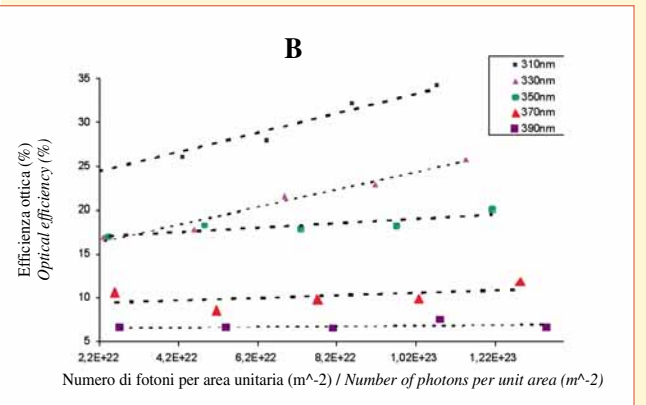 B
310nm
330nm
350nm
370nm
390nm
35
30
25
20
15
10
5
2,2E+22 4,2E+22 6,2E+22 8,2E+22 1,02E+23 1,22E+23
Efficienza ottica (%)
Optical efficiency (%)
Numero di fotoni per area unitaria (m^-2) / Number of photons per unit area (m^-2)